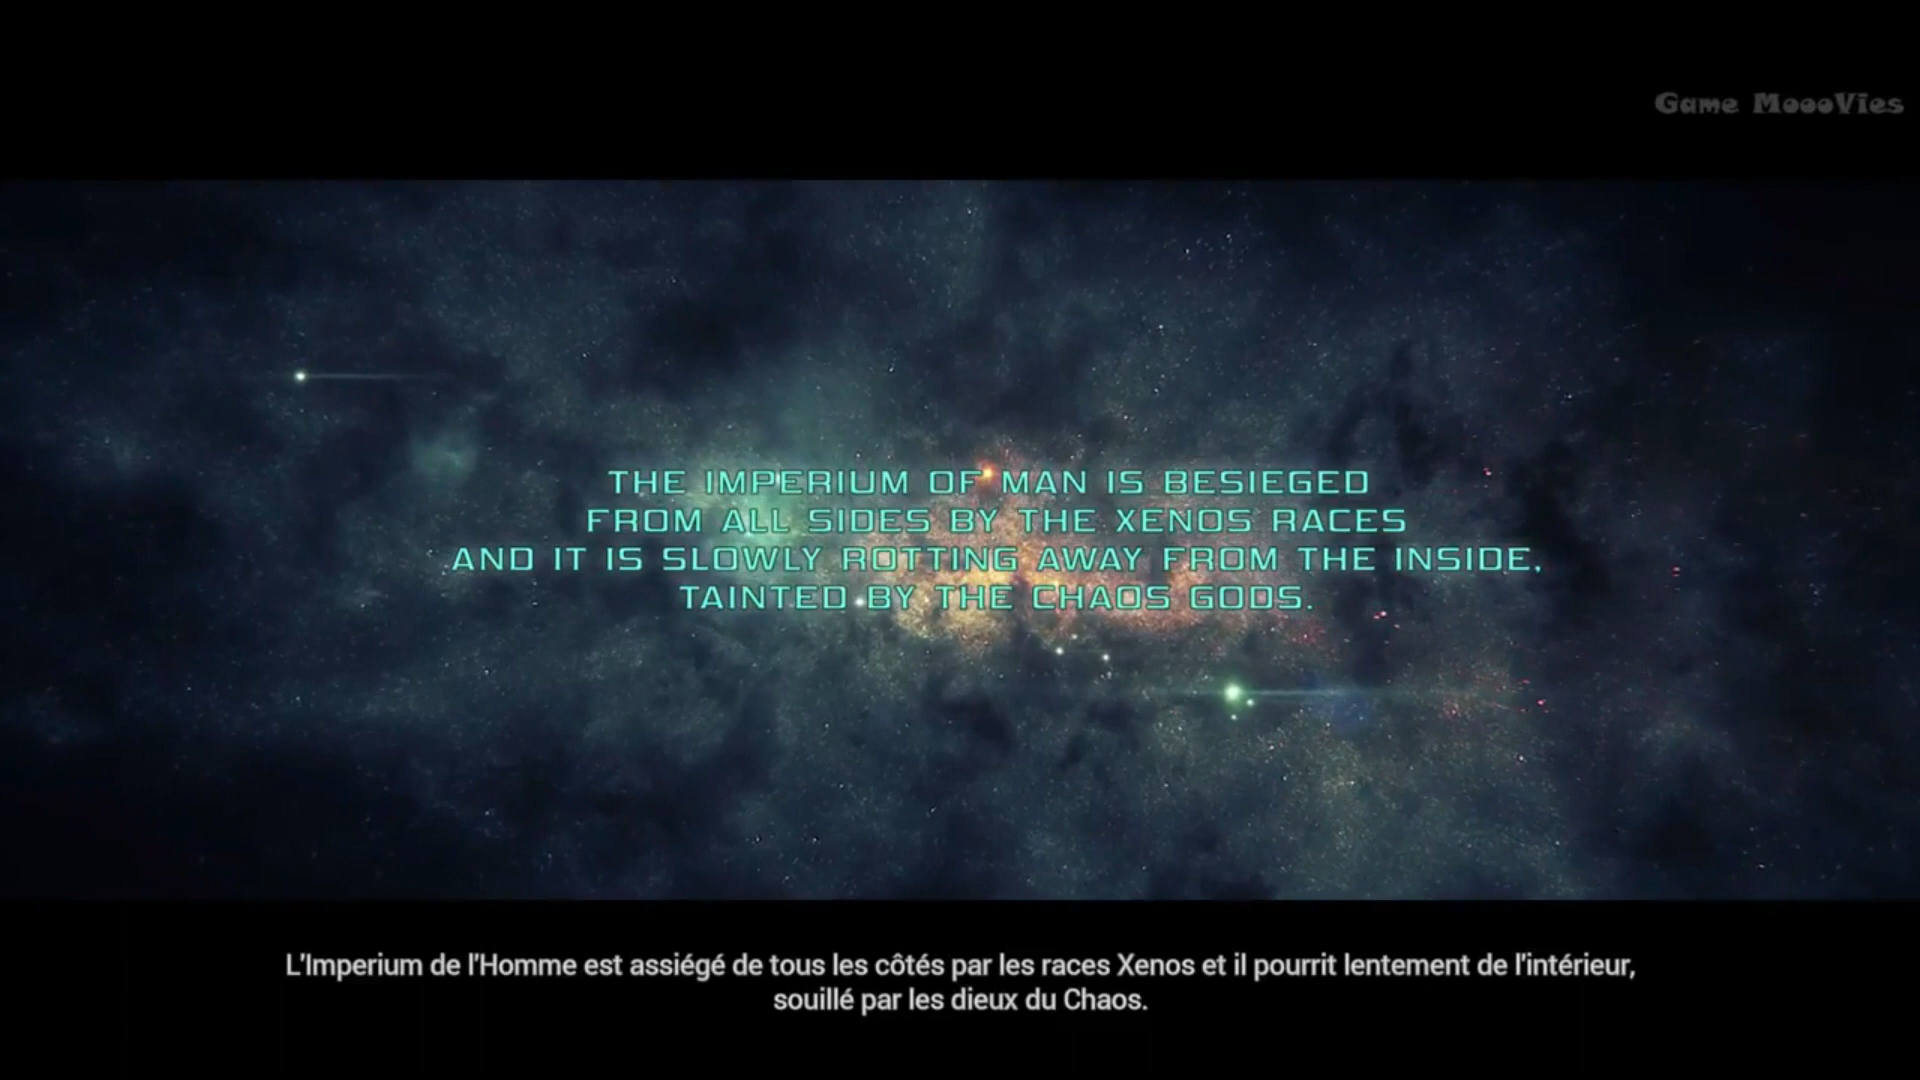 Game MoooVies
THE IMPERIUM OF MAN IS BESIEGED
FROM ALL SIDES BY THE XENOS RACES
AND IT IS SLOWLY ROTTING AWAY FROM THE INSIDE,
TAINTED BY THE CHAOS GODS.
L'Imperium de l'Homme est assiégé de tous les côtés par les races Xenos et il pourrit lentement de l'intérieur,
souillé par les dieux du Chaos.